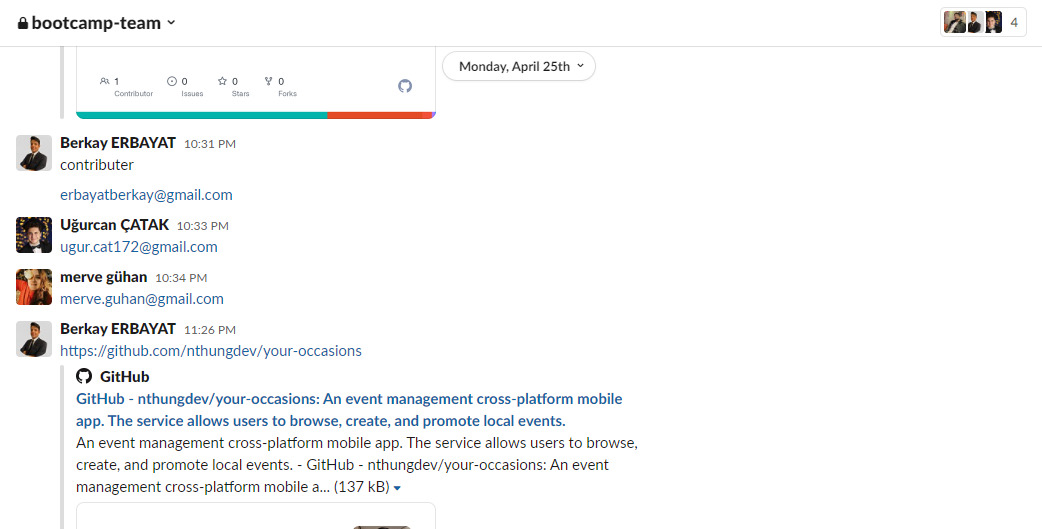 bootcamp-team
4
Monday, April 25th
1 0 0 0
Contributor Issues Stars Forks
Berkay ERBAYAT 10:31 PM
contributer
erbayatberkay@gmail.com
Uğurcan ÇATAK 10:33 PM
ugur.cat172@gmail.com
merve gühan 10:34 PM
merve.guhan@gmail.com
Berkay ERBAYAT 11:26 PM
https://github.com/nthungdev/your-occasions
GitHub
GitHub - nthungdev/your-occasions: An event management cross-platform mobile
app. The service allows users to browse, create, and promote local events.
An event management cross-platform mobile app. The service allows users to browse,
create, and promote local events. - GitHub - nthungdev/your-occasions: An event
management cross-platform mobile a... (137 kB)